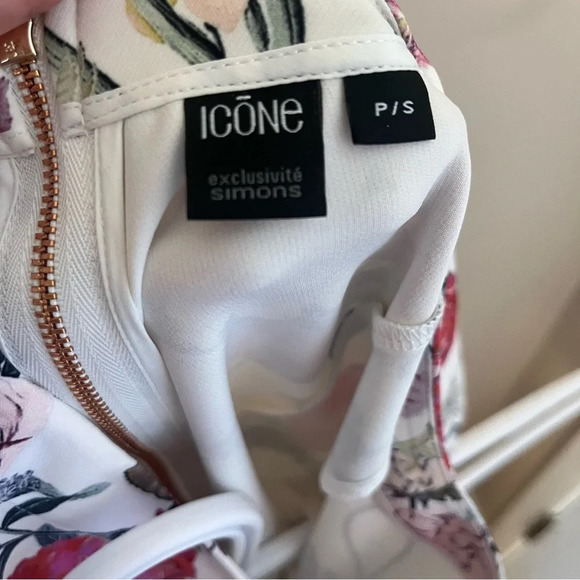 ICŌNE
P/S
exclusivité
simons